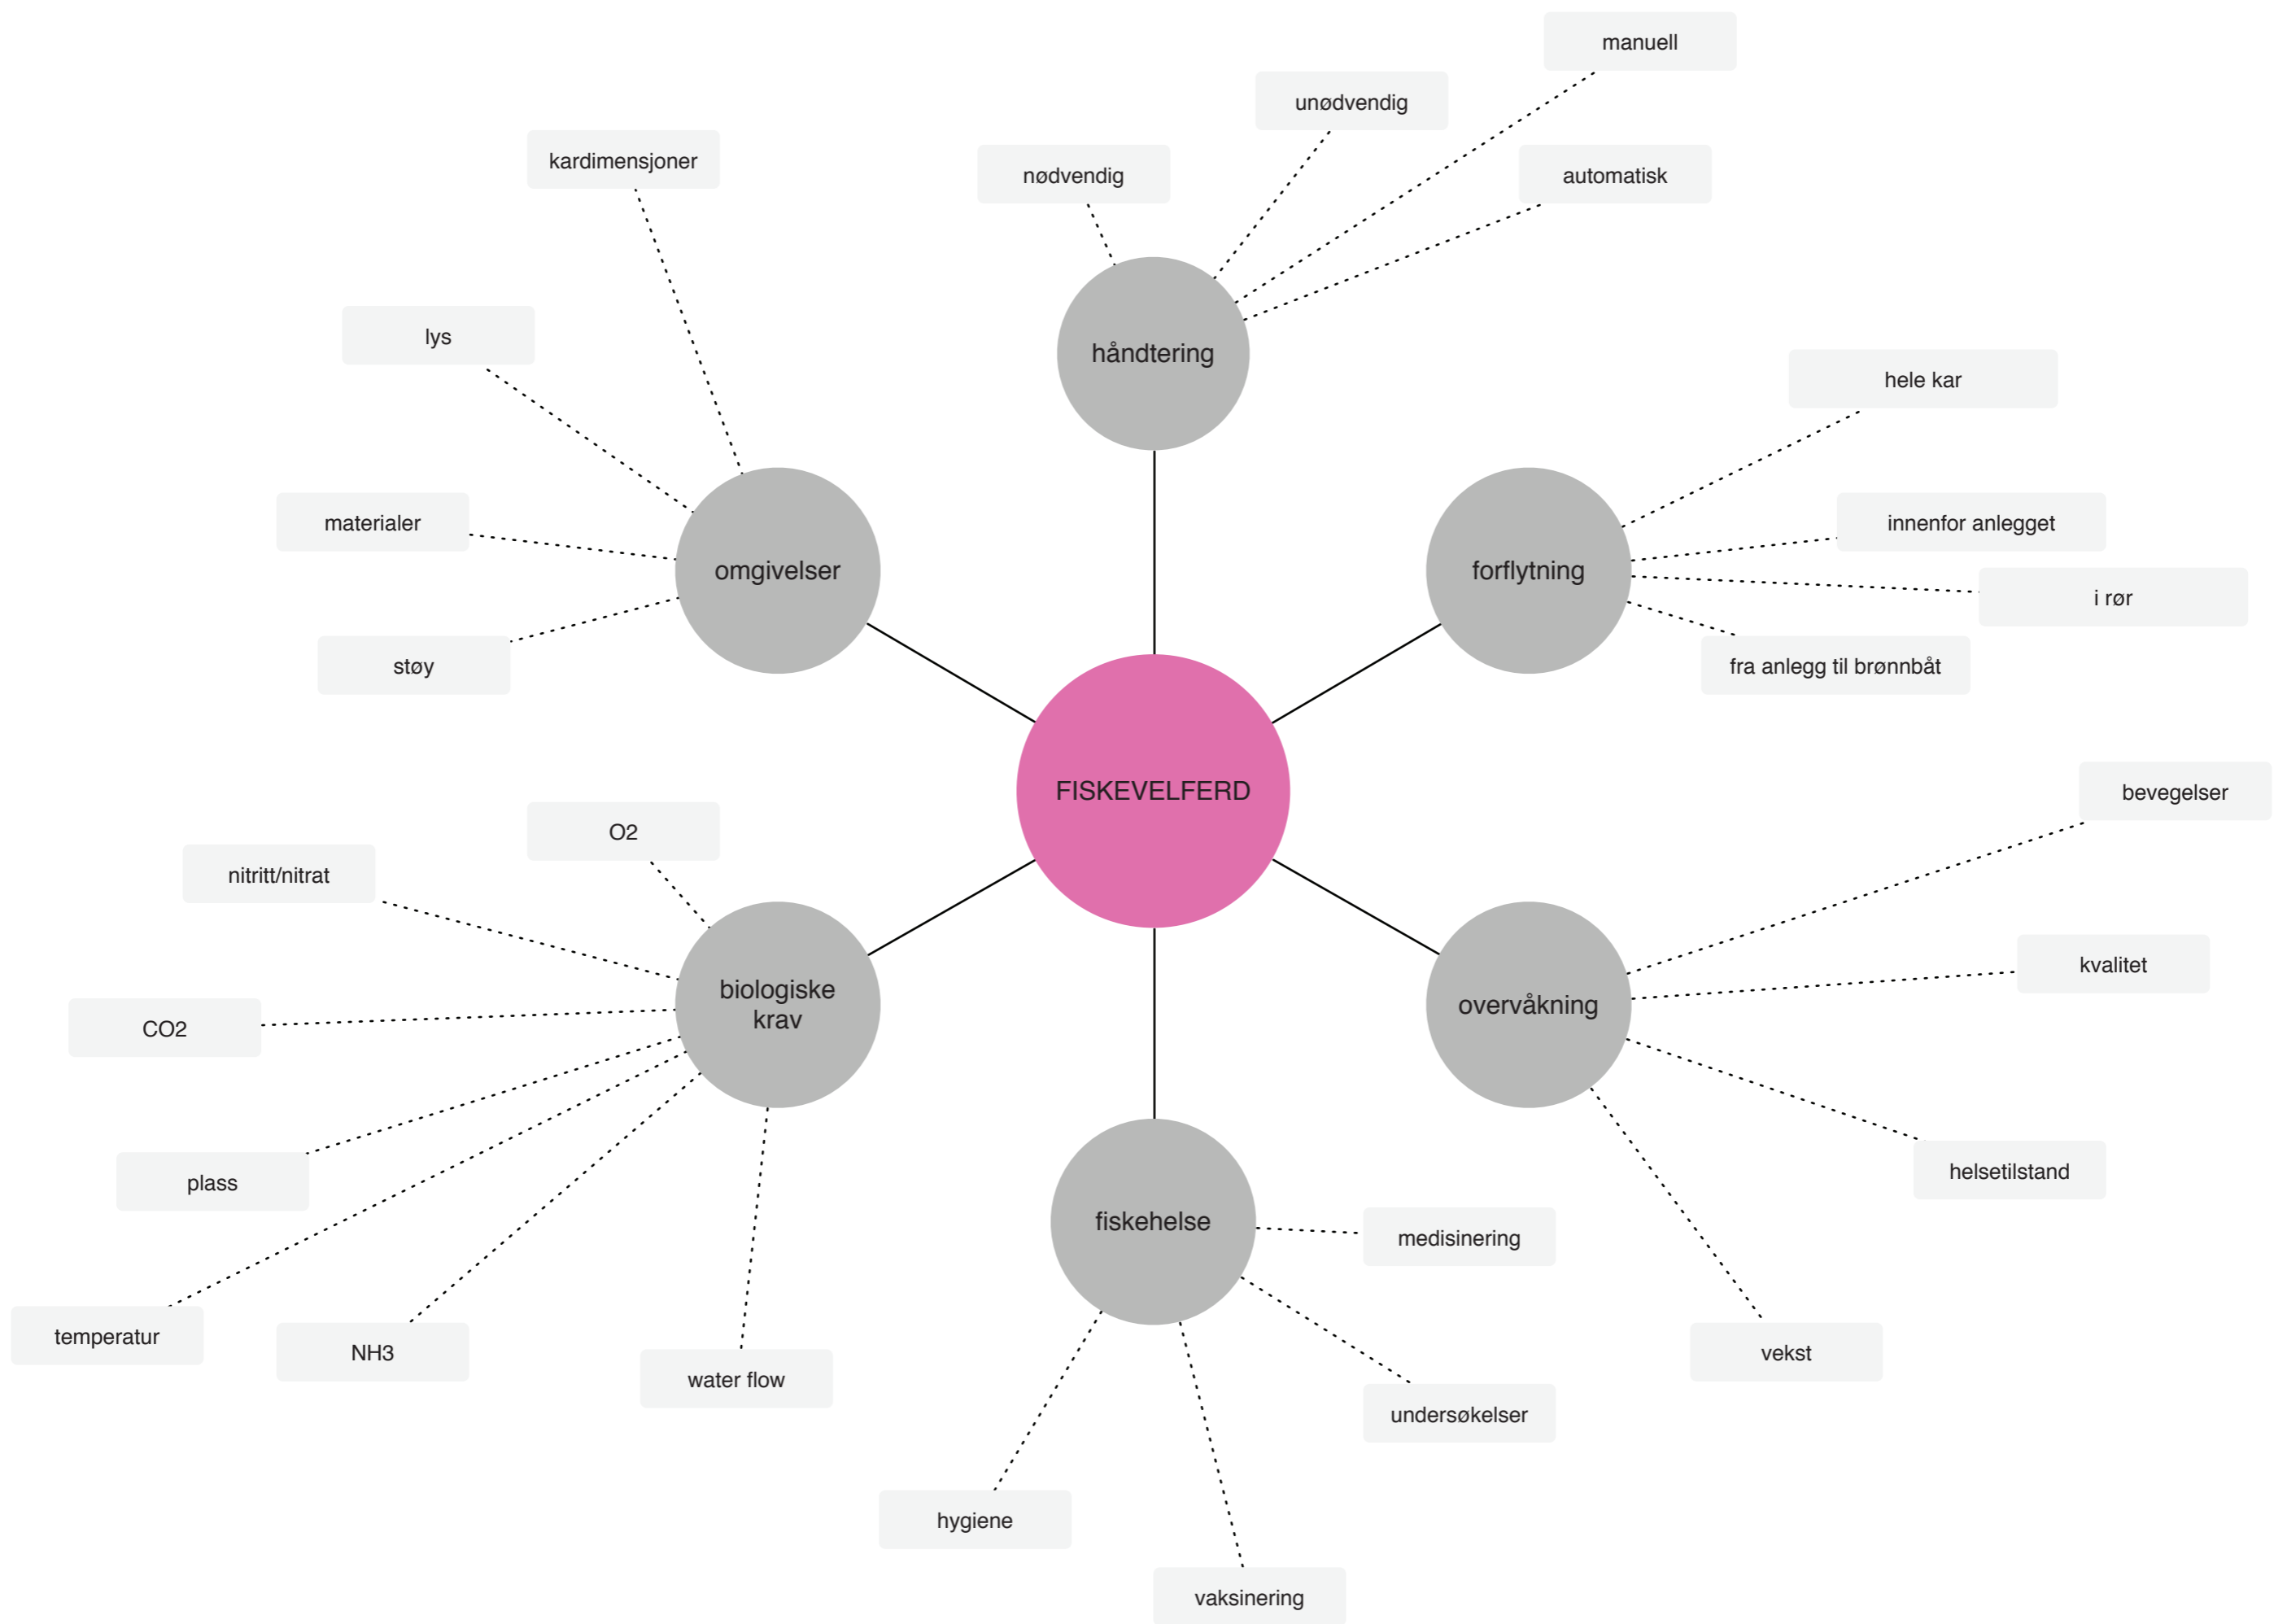 manuell
unødvendig
kardimensjoner
nødvendig
automatisk
lys
håndtering
hele kar
materialer
innenfor anlegget
omgivelser
forflytning
i rør
støy
fra anlegg til brønnbåt
FISKEVELFERD
bevegelser
O2
nitritt/nitrat
kvalitet
biologiske
krav
overvåkning
CO2
helsetilstand
plass
fiskehelse
medisinering
temperatur
NH3
vekst
water flow
undersøkelser
hygiene
vaksinering